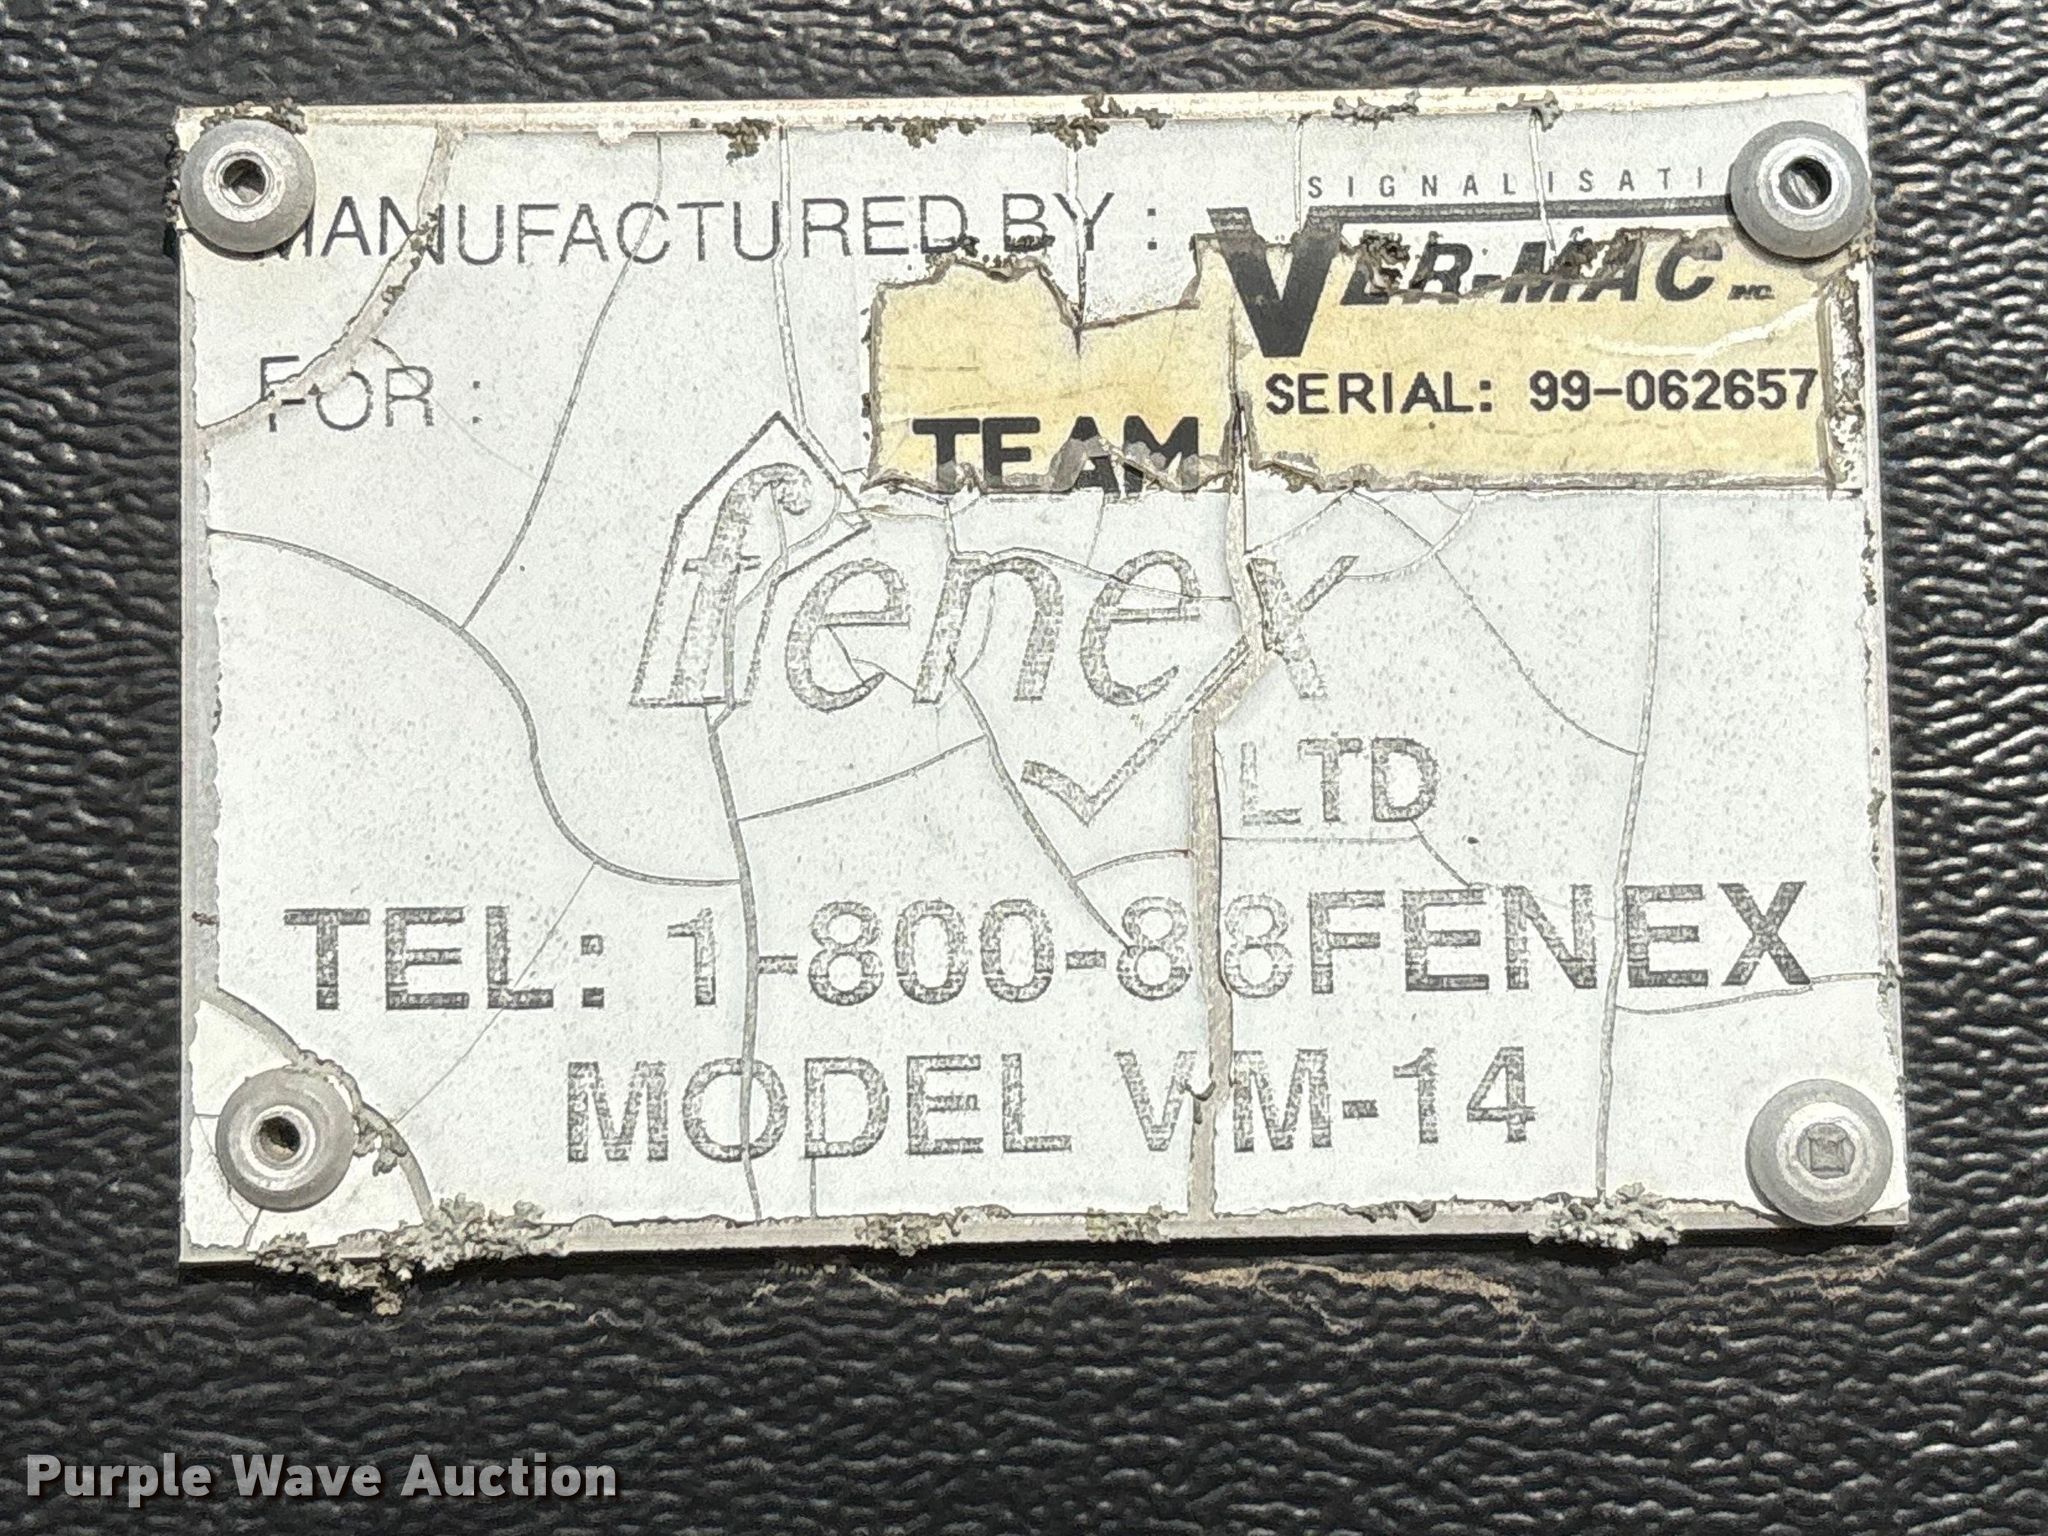 SIGNALISATI
MANUFACTURED BY : VER-MAC INC.
FOR : SERIAL: 99-062657
TEAM
fenex
LTD
TEL: 1-800-88FENEX
MODEL VM-14
Purple Wave Auction